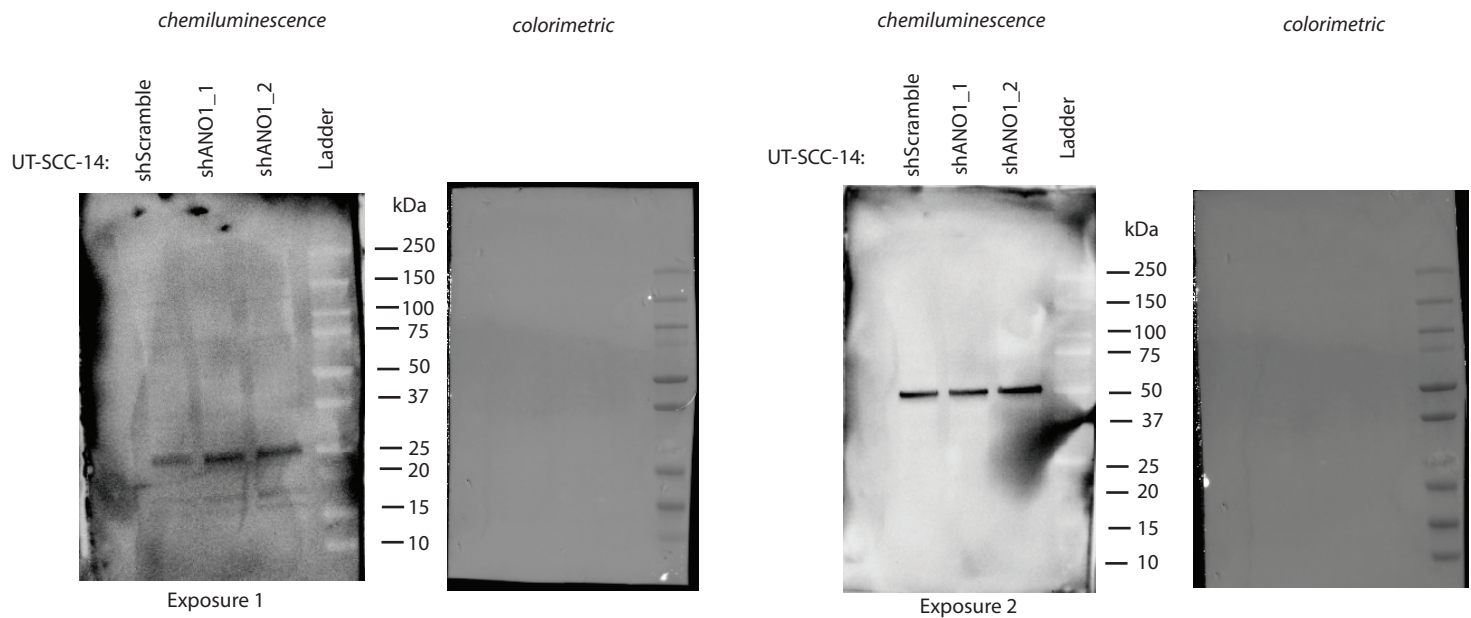 chemiluminescence
colorimetric
UT-SCC-14:
shScramble
shANO1_1
shANO1_2
Ladder
kDa
250
150
100
75
50
37
25
20
15
10
Exposure 1
chemiluminescence
colorimetric
UT-SCC-14:
shScramble
shANO1_1
shANO1_2
Ladder
kDa
250
150
100
75
50
37
25
20
15
10
Exposure 2